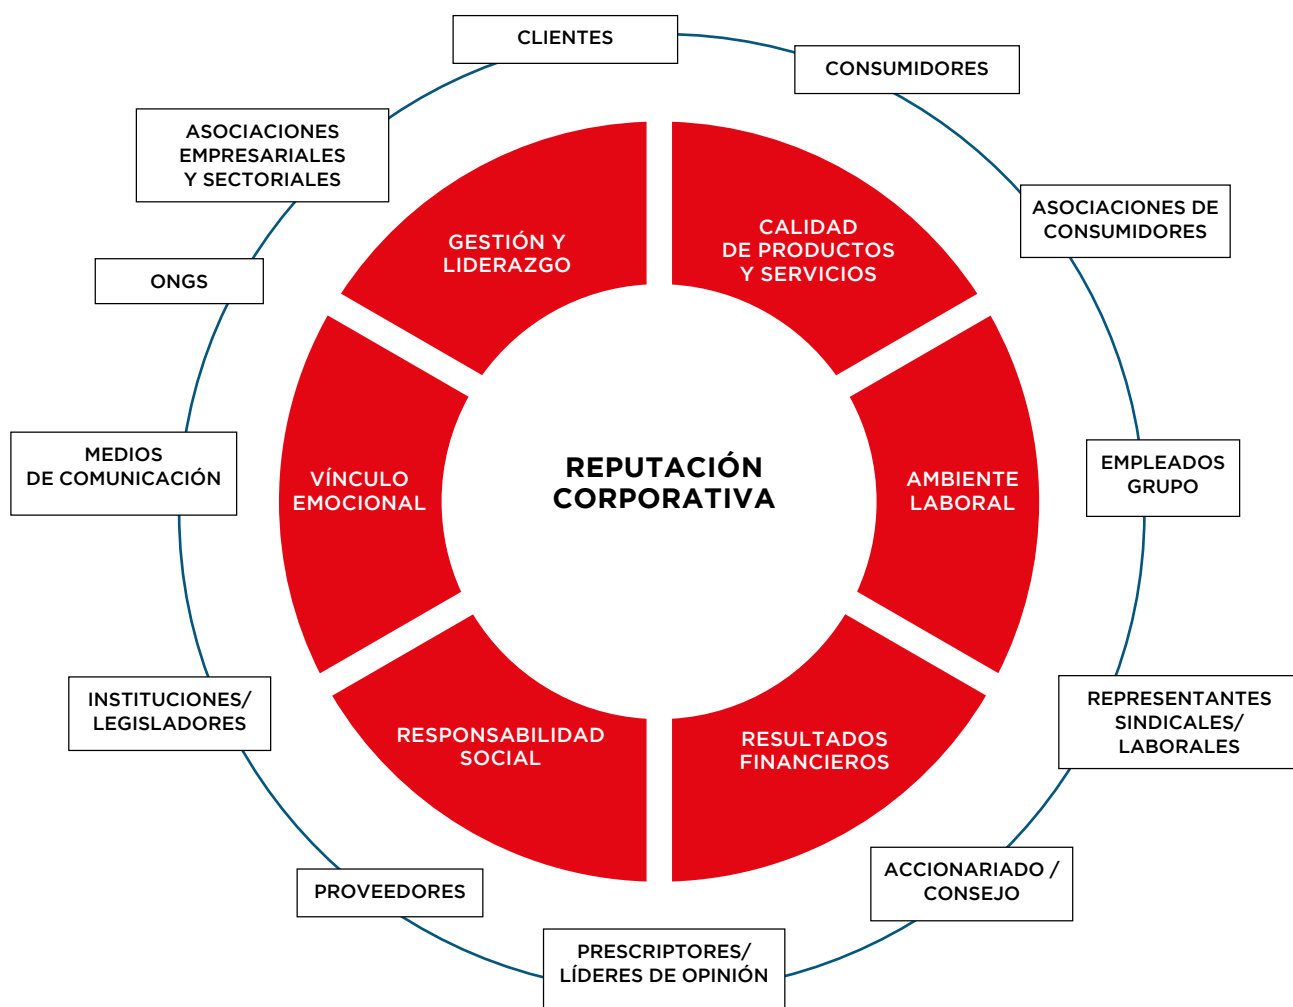 CLIENTES
CONSUMIDORES
ASOCIACIONES
EMPRESARIALES
Y SECTORIALES
ASOCIACIONES DE
CONSUMIDORES
ONGS
GESTIÓN Y
LIDERAZGO
CALIDAD
DE PRODUCTOS
Y SERVICIOS
MEDIOS
DE COMUNICACIÓN
VÍNCULO
EMOCIONAL
REPUTACIÓN
CORPORATIVA
AMBIENTE
LABORAL
EMPLEADOS
GRUPO
INSTITUCIONES/
LEGISLADORES
RESPONSABILIDAD
SOCIAL
RESULTADOS
FINANCIEROS
REPRESENTANTES
SINDICALES/
LABORALES
PROVEEDORES
ACCIONARIADO /
CONSEJO
PRESCRIPTORES/
LÍDERES DE OPINIÓN